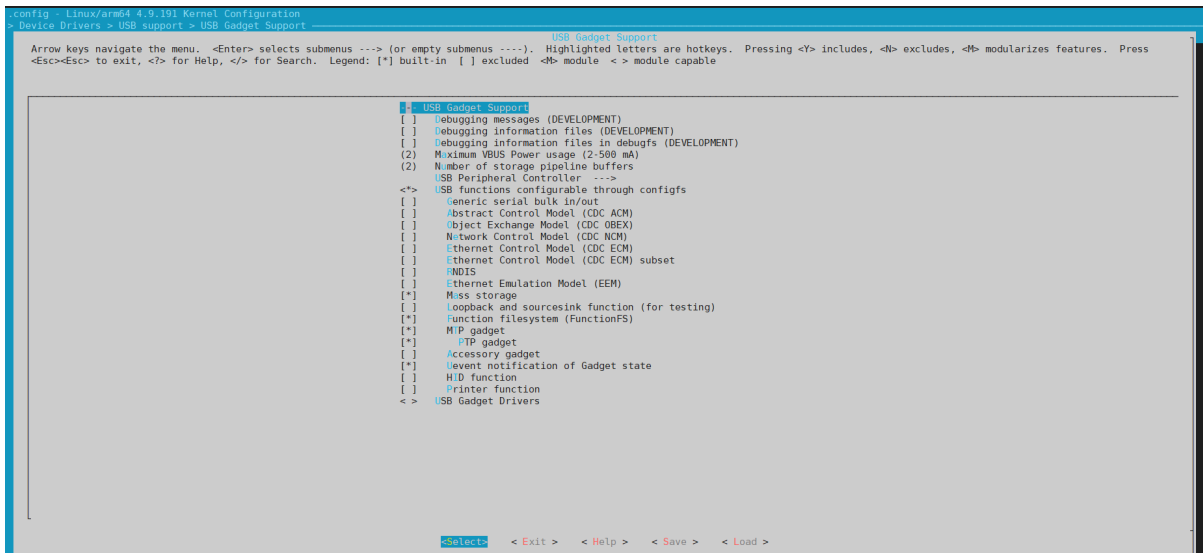 .config - Linux/arm64 4.9.191 Kernel Configuration
> Device Drivers > USB support > USB Gadget Support
USB Gadget Support
Arrow keys navigate the menu. <Enter> selects submenus ---> (or empty submenus ----). Highlighted letters are hotkeys. Pressing <Y> includes, <N> excludes, <M> modularizes features. Press
<Esc><Esc> to exit, <?> for Help, </> for Search. Legend: [*] built-in [ ] excluded <M> module < > module capable
--- USB Gadget Support
[ ] Debugging messages (DEVELOPMENT)
[ ] Debugging information files (DEVELOPMENT)
[ ] Debugging information files in debugfs (DEVELOPMENT)
(2) Maximum VBUS Power usage (2-500 mA)
(2) Number of storage pipeline buffers
USB Peripheral Controller --->
<*> USB functions configurable through configfs
[ ] Generic serial bulk in/out
[ ] Abstract Control Model (CDC ACM)
[ ] Object Exchange Model (CDC OBEX)
[ ] Network Control Model (CDC NCM)
[ ] Ethernet Control Model (CDC ECM)
[ ] Ethernet Control Model (CDC ECM) subset
[ ] RNDIS
[ ] Ethernet Emulation Model (EEM)
[*] Mass storage
[ ] Loopback and sourcesink function (for testing)
[*] Function filesystem (FunctionFS)
[*] MTP gadget
[*] PTP gadget
[ ] Accessory gadget
[*] Uevent notification of Gadget state
[ ] HID function
[ ] Printer function
< > USB Gadget Drivers
<Select> < Exit > < Help > < Save > < Load >